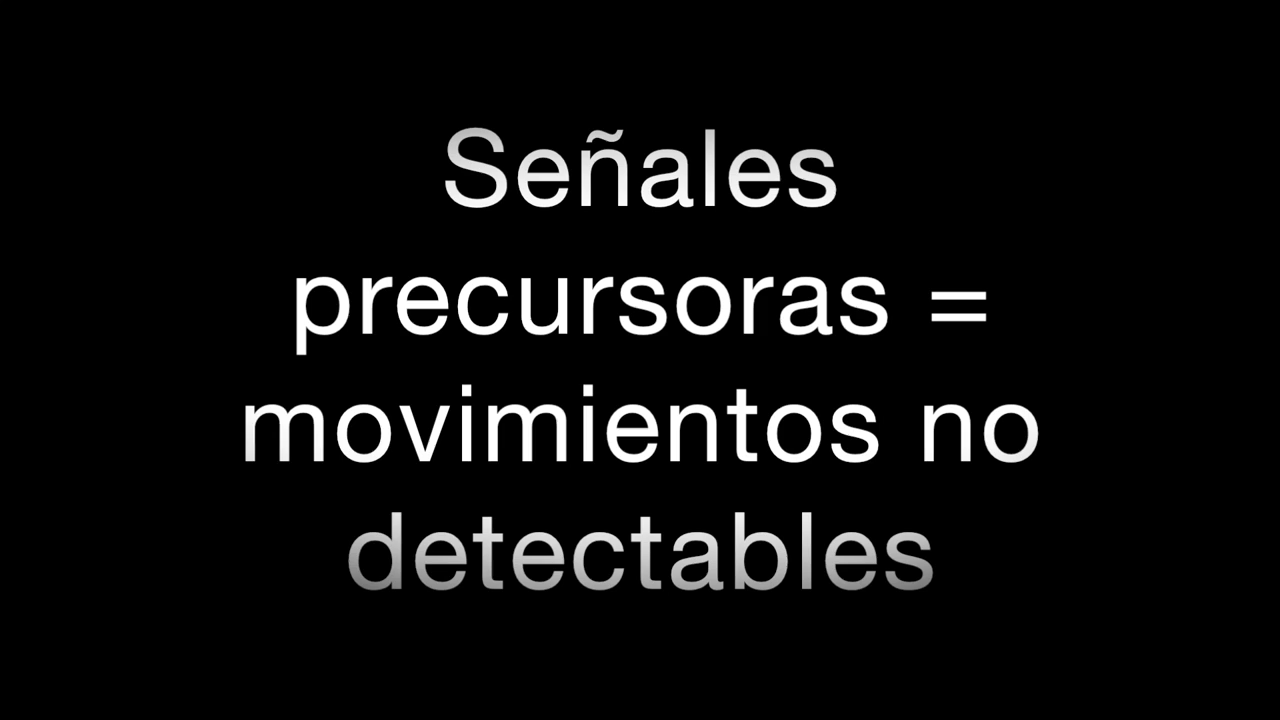 Señales
precursoras =
movimientos no
detectables